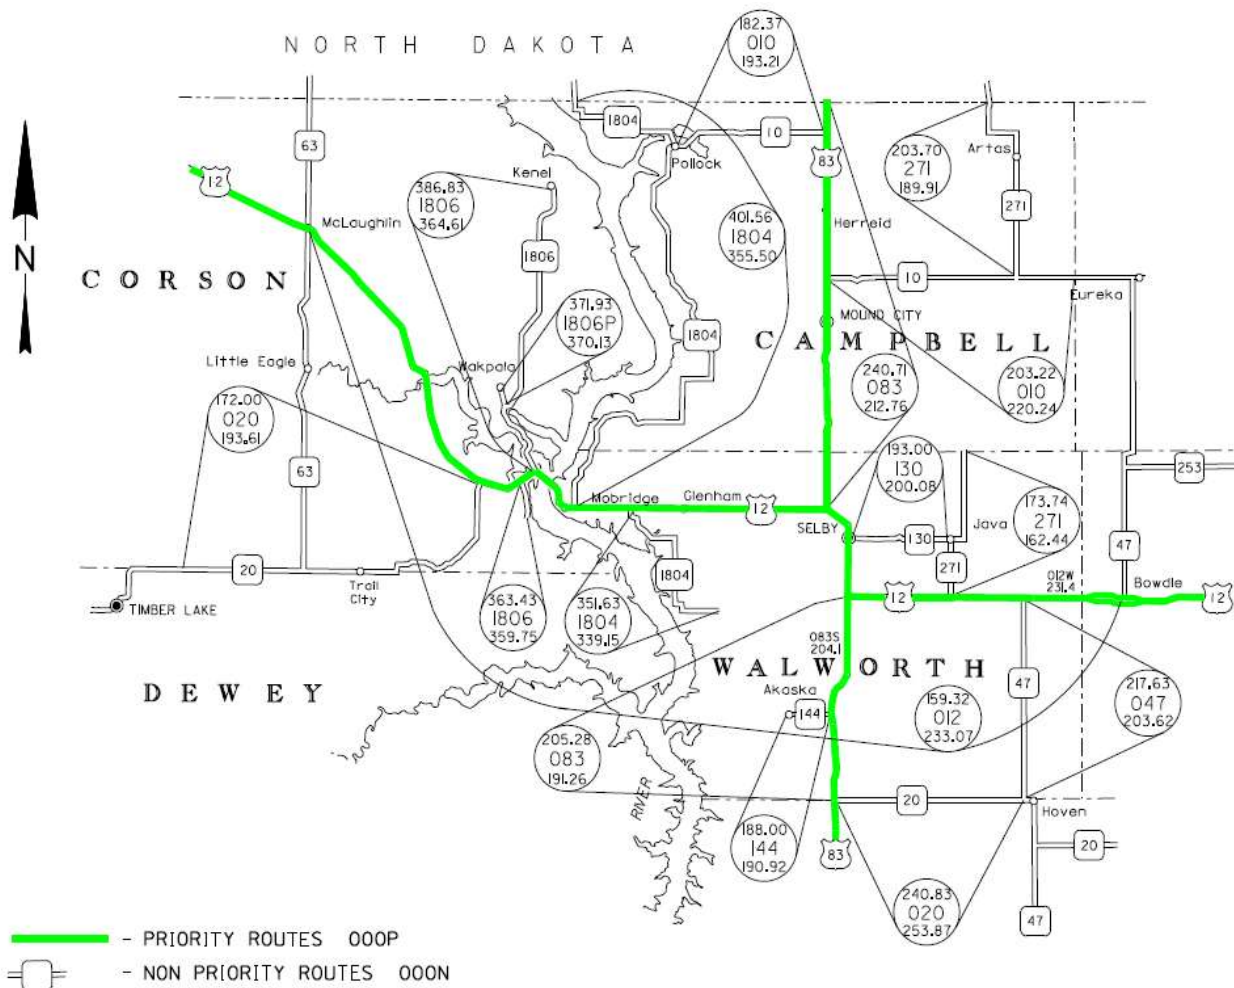 NORTH DAKOTA
182.37
010
193.21
1804
10
63
83
Pollock
Artas
203.70
271
189.91
12
Kenel
386.83
1806
364.61
271
McLaughlin
Herreid
401.56
1804
355.50
N
1806
CORSON
10
Eureka
371.93
1806P
370.13
MOUND CITY
1804
CAMPBELL
Little Eagle
Wakpala
240.71
083
212.76
203.22
010
220.24
172.00
020
193.61
193.00
130
200.08
63
253
Mobridge
Glenham
12
173.74
271
162.44
SELBY
130
Java
47
20
Trail
City
1804
271
012W
231.4
Bowdle
TIMBER LAKE
363.43
1806
359.75
351.63
1804
339.15
12
12
083S
204.1
WALWORTH
DEWEY
47
Akaska
144
159.32
012
233.07
217.63
047
203.62
205.28
083
191.26
RIVER
20
Hoven
188.00
144
190.92
83
20
240.83
020
253.87
47
- PRIORITY ROUTES 000P
- NON PRIORITY ROUTES 000N